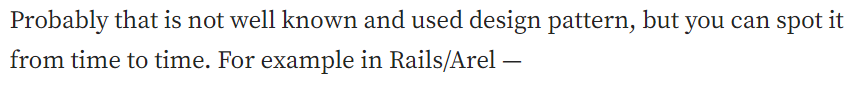 Probably that is not well known and used design pattern, but you can spot it
from time to time. For example in Rails/Arel —